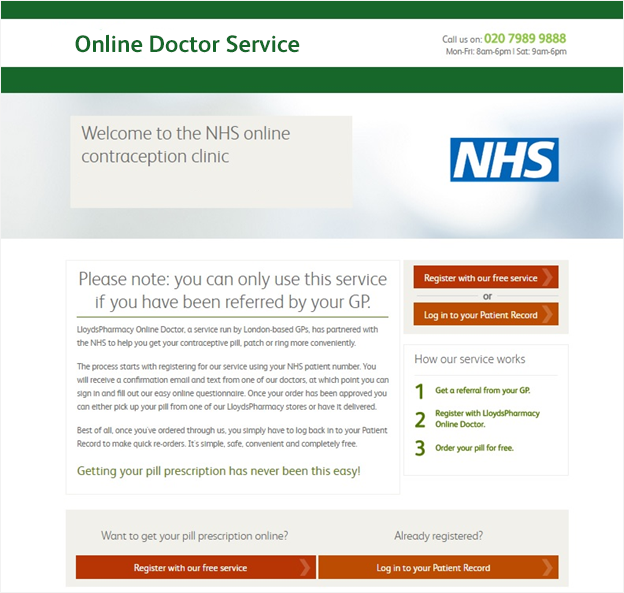 Online Doctor Service
Call us on: 020 7989 9888
Mon-Fri: 8am-6pm | Sat: 9am-6pm
Welcome to the NHS online
contraception clinic
NHS
Please note: you can only use this service
if you have been referred by your GP.
LloydsPharmacy Online Doctor, a service run by London-based GPs, has partnered
with the NHS to help you get your contraceptive pill, patch or ring more conveniently.
The process starts with registering for our service using your NHS patient number. You
will receive a confirmation email and text from one of our doctors, at which point you can
sign in and fill out our easy online questionnaire. Once your order has been approved you
can either pick up your pill from one of our LloydsPharmacy stores or have it delivered.
Best of all, once you've ordered through us, you simply have to log back in to your Patient
Record to make quick re-orders. It's simple, safe, convenient and completely free.
Getting your pill prescription has never been this easy!
Register with our free service
or
Log in to your Patient Record
How our service works
1 Get a referral from your GP.
2 Register with LloydsPharmacy
Online Doctor.
3 Order your pill for free.
Want to get your pill prescription online?
Register with our free service
Already registered?
Log in to your Patient Record